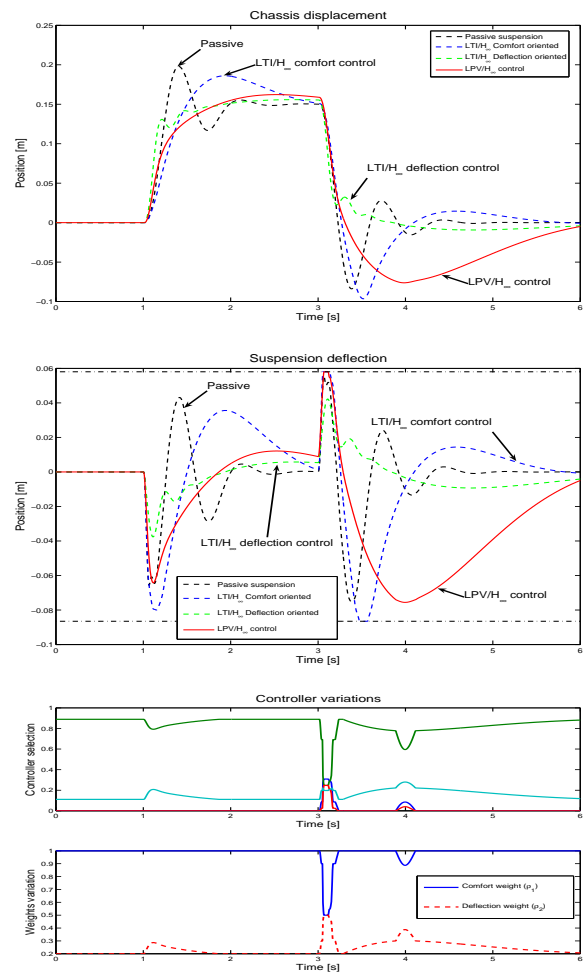 Chassis displacement
0.25
0.2
0.15
0.1
0.05
0
−0.05
−0.1
Position [m]
0 1 2 3 4 5 6
Time [s]
Passive
LTI/H_ Comfort control
LTI/H_ deflection control
LPV/H_ control
Passive suspension
LTI/H_ Comfort oriented
LTI/H_ Deflection oriented
LPV/H_ control
Suspension deflection
0.06
0.04
0.02
0
−0.02
−0.04
−0.06
−0.08
−0.1
Position [m]
0 1 2 3 4 5 6
Time [s]
Passive
LTI/H_ comfort control
LTI/H_ deflection control
LPV/H_ control
Passive suspension
LTI/H_ Comfort oriented
LTI/H_ Deflection oriented
LPV/H_ control
Controller variations
1
0.8
0.6
0.4
0.2
0
Controller selection
0 1 2 3 4 5 6
Time [s]
1
0.9
0.8
0.7
0.6
0.5
0.4
0.3
0.2
Weights variation
0 1 2 3 4 5 6
Time [s]
Comfort weight (ρ1)
Deflection weight (ρ2)